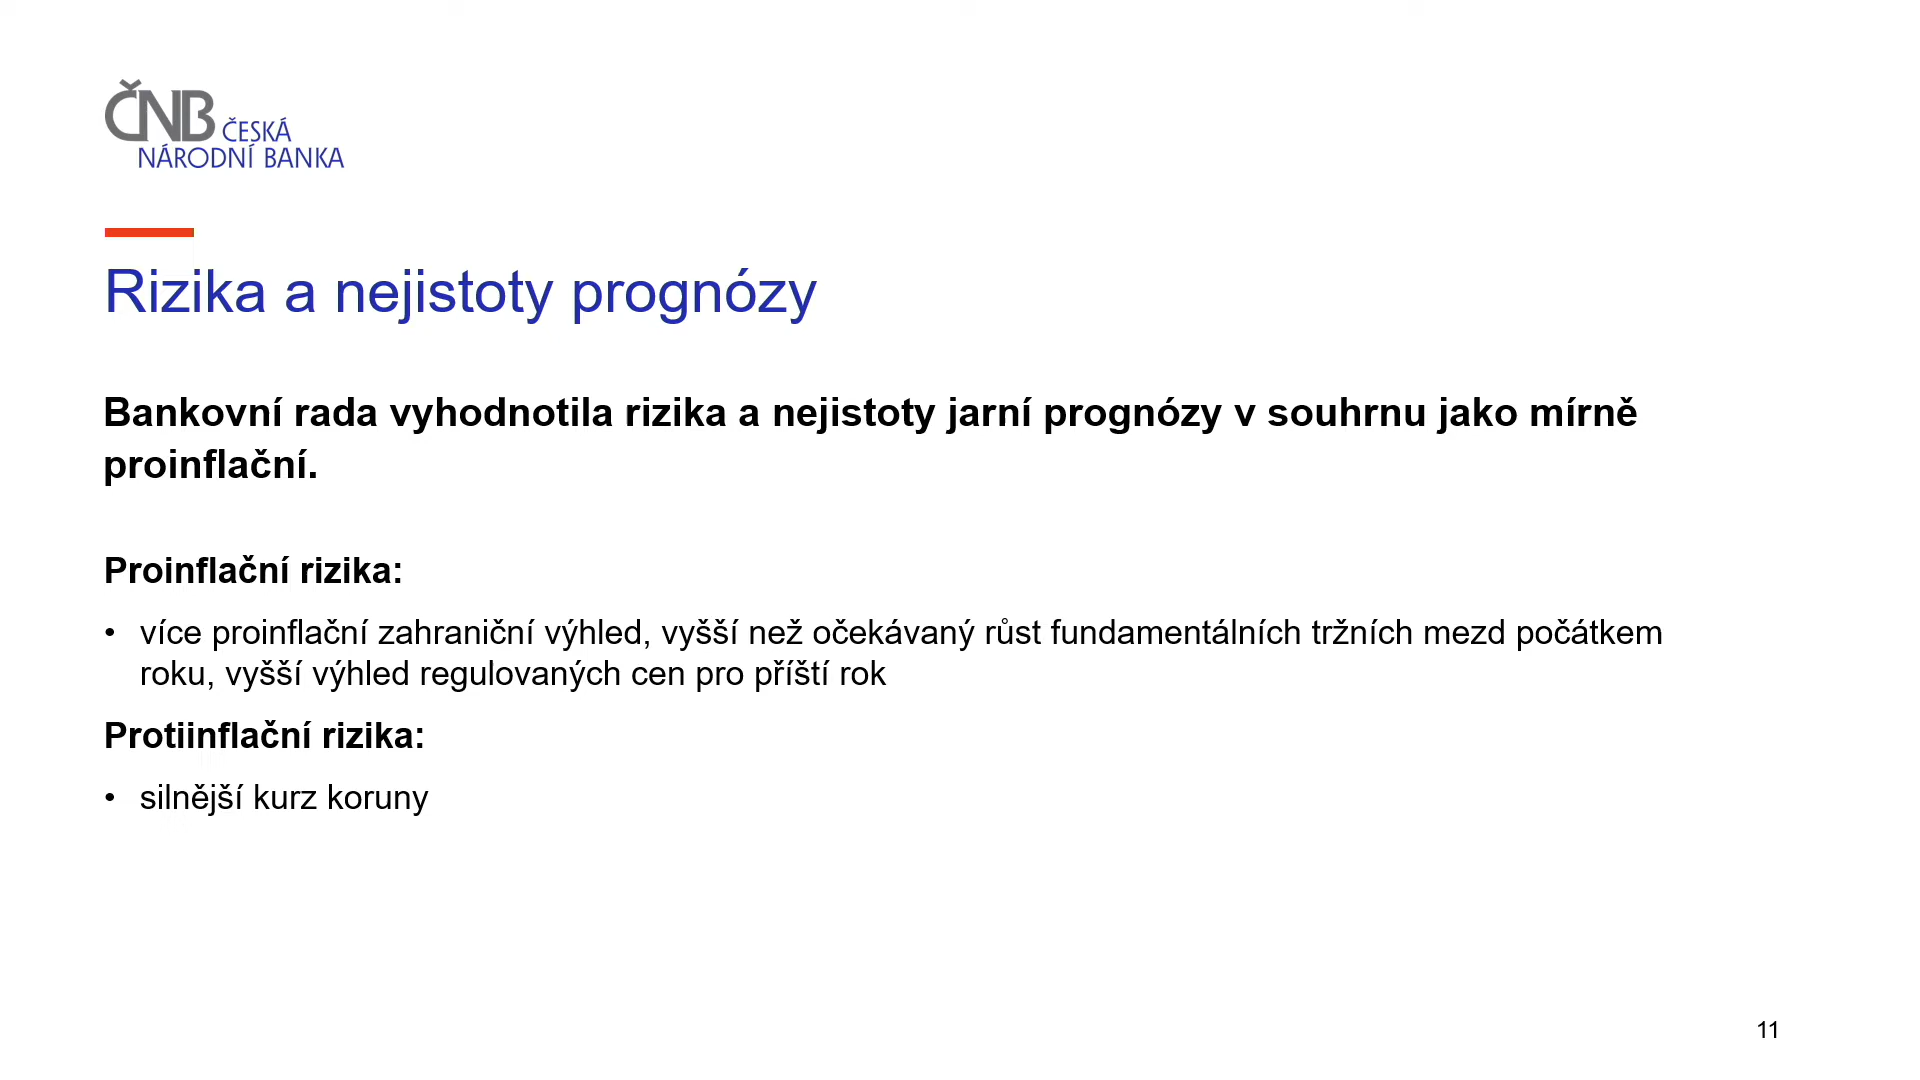 ČNB ČESKÁ
NÁRODNÍ BANKA
Rizika a nejistoty prognózy
Bankovní rada vyhodnotila rizika a nejistoty jarní prognózy v souhrnu jako mírně
proinflační.
Proinflační rizika:
• více proinflační zahraniční výhled, vyšší než očekávaný růst fundamentálních tržních mezd počátkem
roku, vyšší výhled regulovaných cen pro příští rok
Protiinflační rizika:
• silnější kurz koruny
11